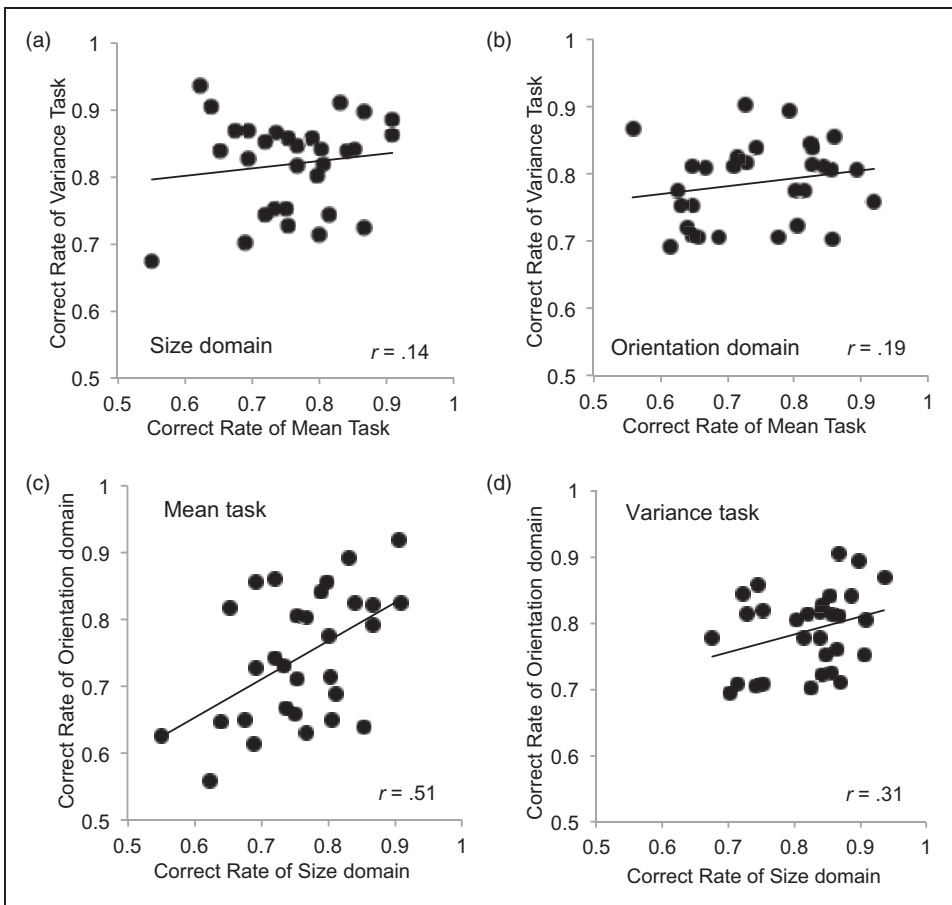 (a)
1
0.9
0.8
0.7
0.6
0.5
Correct Rate of Variance Task
Size domain
r = .14
0.5 0.6 0.7 0.8 0.9 1
Correct Rate of Mean Task
(b)
1
0.9
0.8
0.7
0.6
0.5
Correct Rate of Variance Task
Orientation domain
r = .19
0.5 0.6 0.7 0.8 0.9 1
Correct Rate of Mean Task
(c)
1
0.9
0.8
0.7
0.6
0.5
Correct Rate of Orientation domain
Mean task
r = .51
0.5 0.6 0.7 0.8 0.9 1
Correct Rate of Size domain
(d)
1
0.9
0.8
0.7
0.6
0.5
Correct Rate of Orientation domain
Variance task
r = .31
0.5 0.6 0.7 0.8 0.9 1
Correct Rate of Size domain